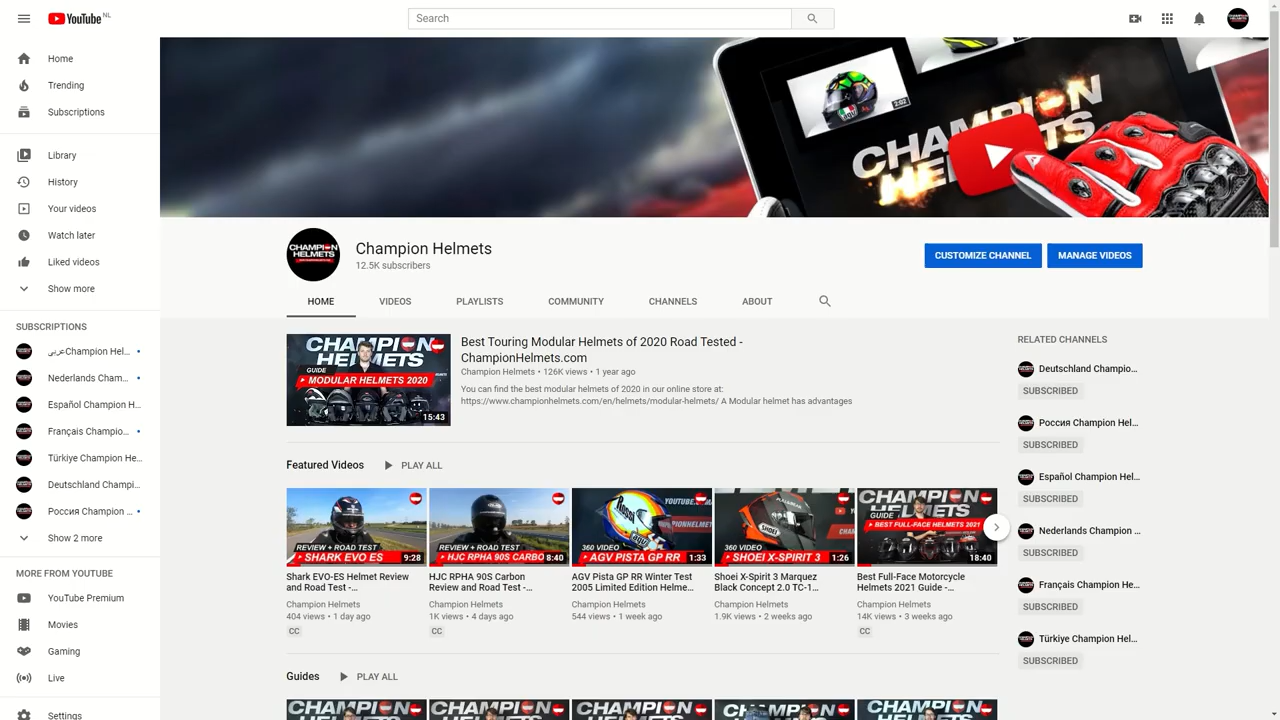 YouTube NL
Search
Home
Trending
Subscriptions
Library
History
Your videos
Watch later
Liked videos
Show more
SUBSCRIPTIONS
عربىChampion Hel...
Nederlands Cham...
Español Champion H...
Français Champio...
Türkiye Champion He...
Deutschland Champi...
Россия Champion ...
Show 2 more
MORE FROM YOUTUBE
YouTube Premium
Movies
Gaming
Live
Settings
2:02
CHAMPION
HELMETS
CHAMPION
HELMETS
Champion Helmets
12.5K subscribers
CUSTOMIZE CHANNEL
MANAGE VIDEOS
HOME
VIDEOS
PLAYLISTS
COMMUNITY
CHANNELS
ABOUT
CHAMPION
HELMETS
GUIDE
MODULAR HELMETS 2020
15:43
Best Touring Modular Helmets of 2020 Road Tested -
ChampionHelmets.com
Champion Helmets • 126K views • 1 year ago
You can find the best modular helmets of 2020 in our online store at:
https://www.championhelmets.com/en/helmets/modular-helmets/ A Modular helmet has advantages
Featured Videos
PLAY ALL
REVIEW + ROAD TEST
SHARK EVO ES
9:28
Shark EVO-ES Helmet Review
and Road Test -...
Champion Helmets
404 views • 1 day ago
CC
REVIEW + ROAD TEST
HJC RPHA 90S CARBO
8:40
HJC RPHA 90S Carbon
Review and Road Test -...
Champion Helmets
1K views • 4 days ago
CC
YOUTUBE.
360 VIDEO
AGV PISTA GP RR
1:33
AGV Pista GP RR Winter Test
2005 Limited Edition Helme...
Champion Helmets
544 views • 1 week ago
SHOEI
360 VIDEO
SHOEI X-SPIRIT 3
1:26
Shoei X-Spirit 3 Marquez
Black Concept 2.0 TC-1...
Champion Helmets
1.9K views • 2 weeks ago
CHAMPION
HELMETS
GUIDE
BEST FULL-FACE HELMETS 2021
18:40
Best Full-Face Motorcycle
Helmets 2021 Guide -...
Champion Helmets
14K views • 3 weeks ago
CC
Guides
PLAY ALL
RELATED CHANNELS
Deutschland Champio...
SUBSCRIBED
Россия Champion Hel...
SUBSCRIBED
Español Champion Hel...
SUBSCRIBED
Nederlands Champion ...
SUBSCRIBED
Français Champion He...
SUBSCRIBED
Türkiye Champion Hel...
SUBSCRIBED